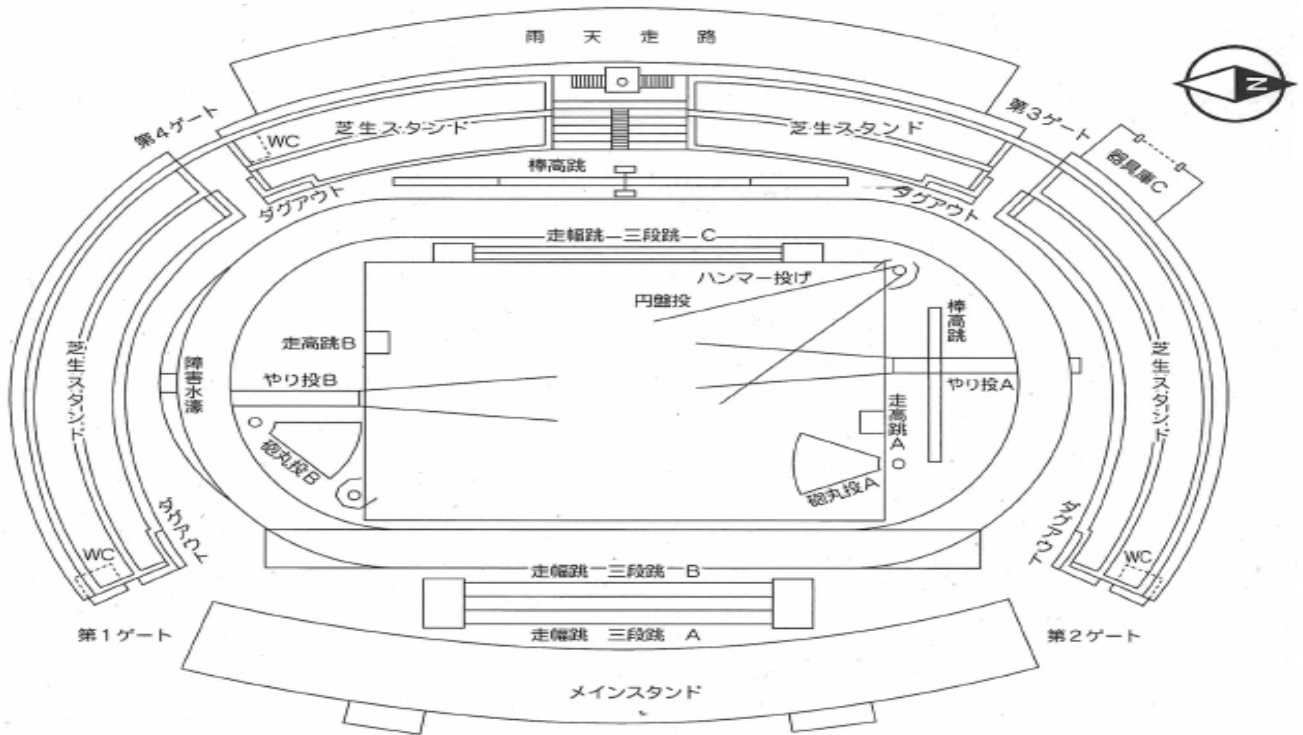 雨天走路
N
第4ゲート
第3ゲート
WC
芝生スタンド
芝生スタンド
器具庫C
棒高跳
ダグアウト
ダグアウト
走幅跳 三段跳 C
ハンマー投げ
円盤投
棒高跳
走高跳B
障害水濠
やり投B
やり投A
芝生スタンド
芝生スタンド
走高跳A
砲丸投B
砲丸投A
ダグアウト
ダグアウト
WC
WC
走幅跳 三段跳 B
走幅跳 三段跳 A
第1ゲート
第2ゲート
メインスタンド